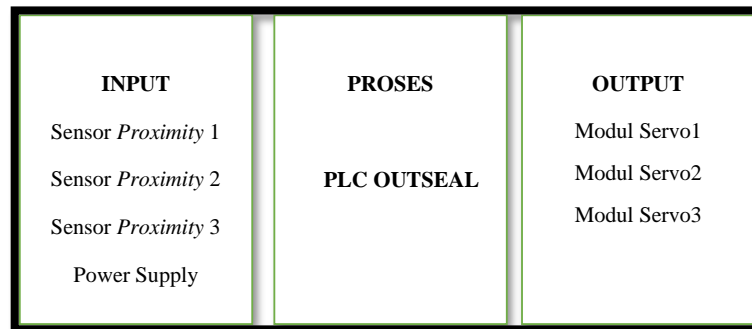 INPUT
Sensor Proximity 1
Sensor Proximity 2
Sensor Proximity 3
Power Supply
PROSES
PLC OUTSEAL
OUTPUT
Modul Servo1
Modul Servo2
Modul Servo3